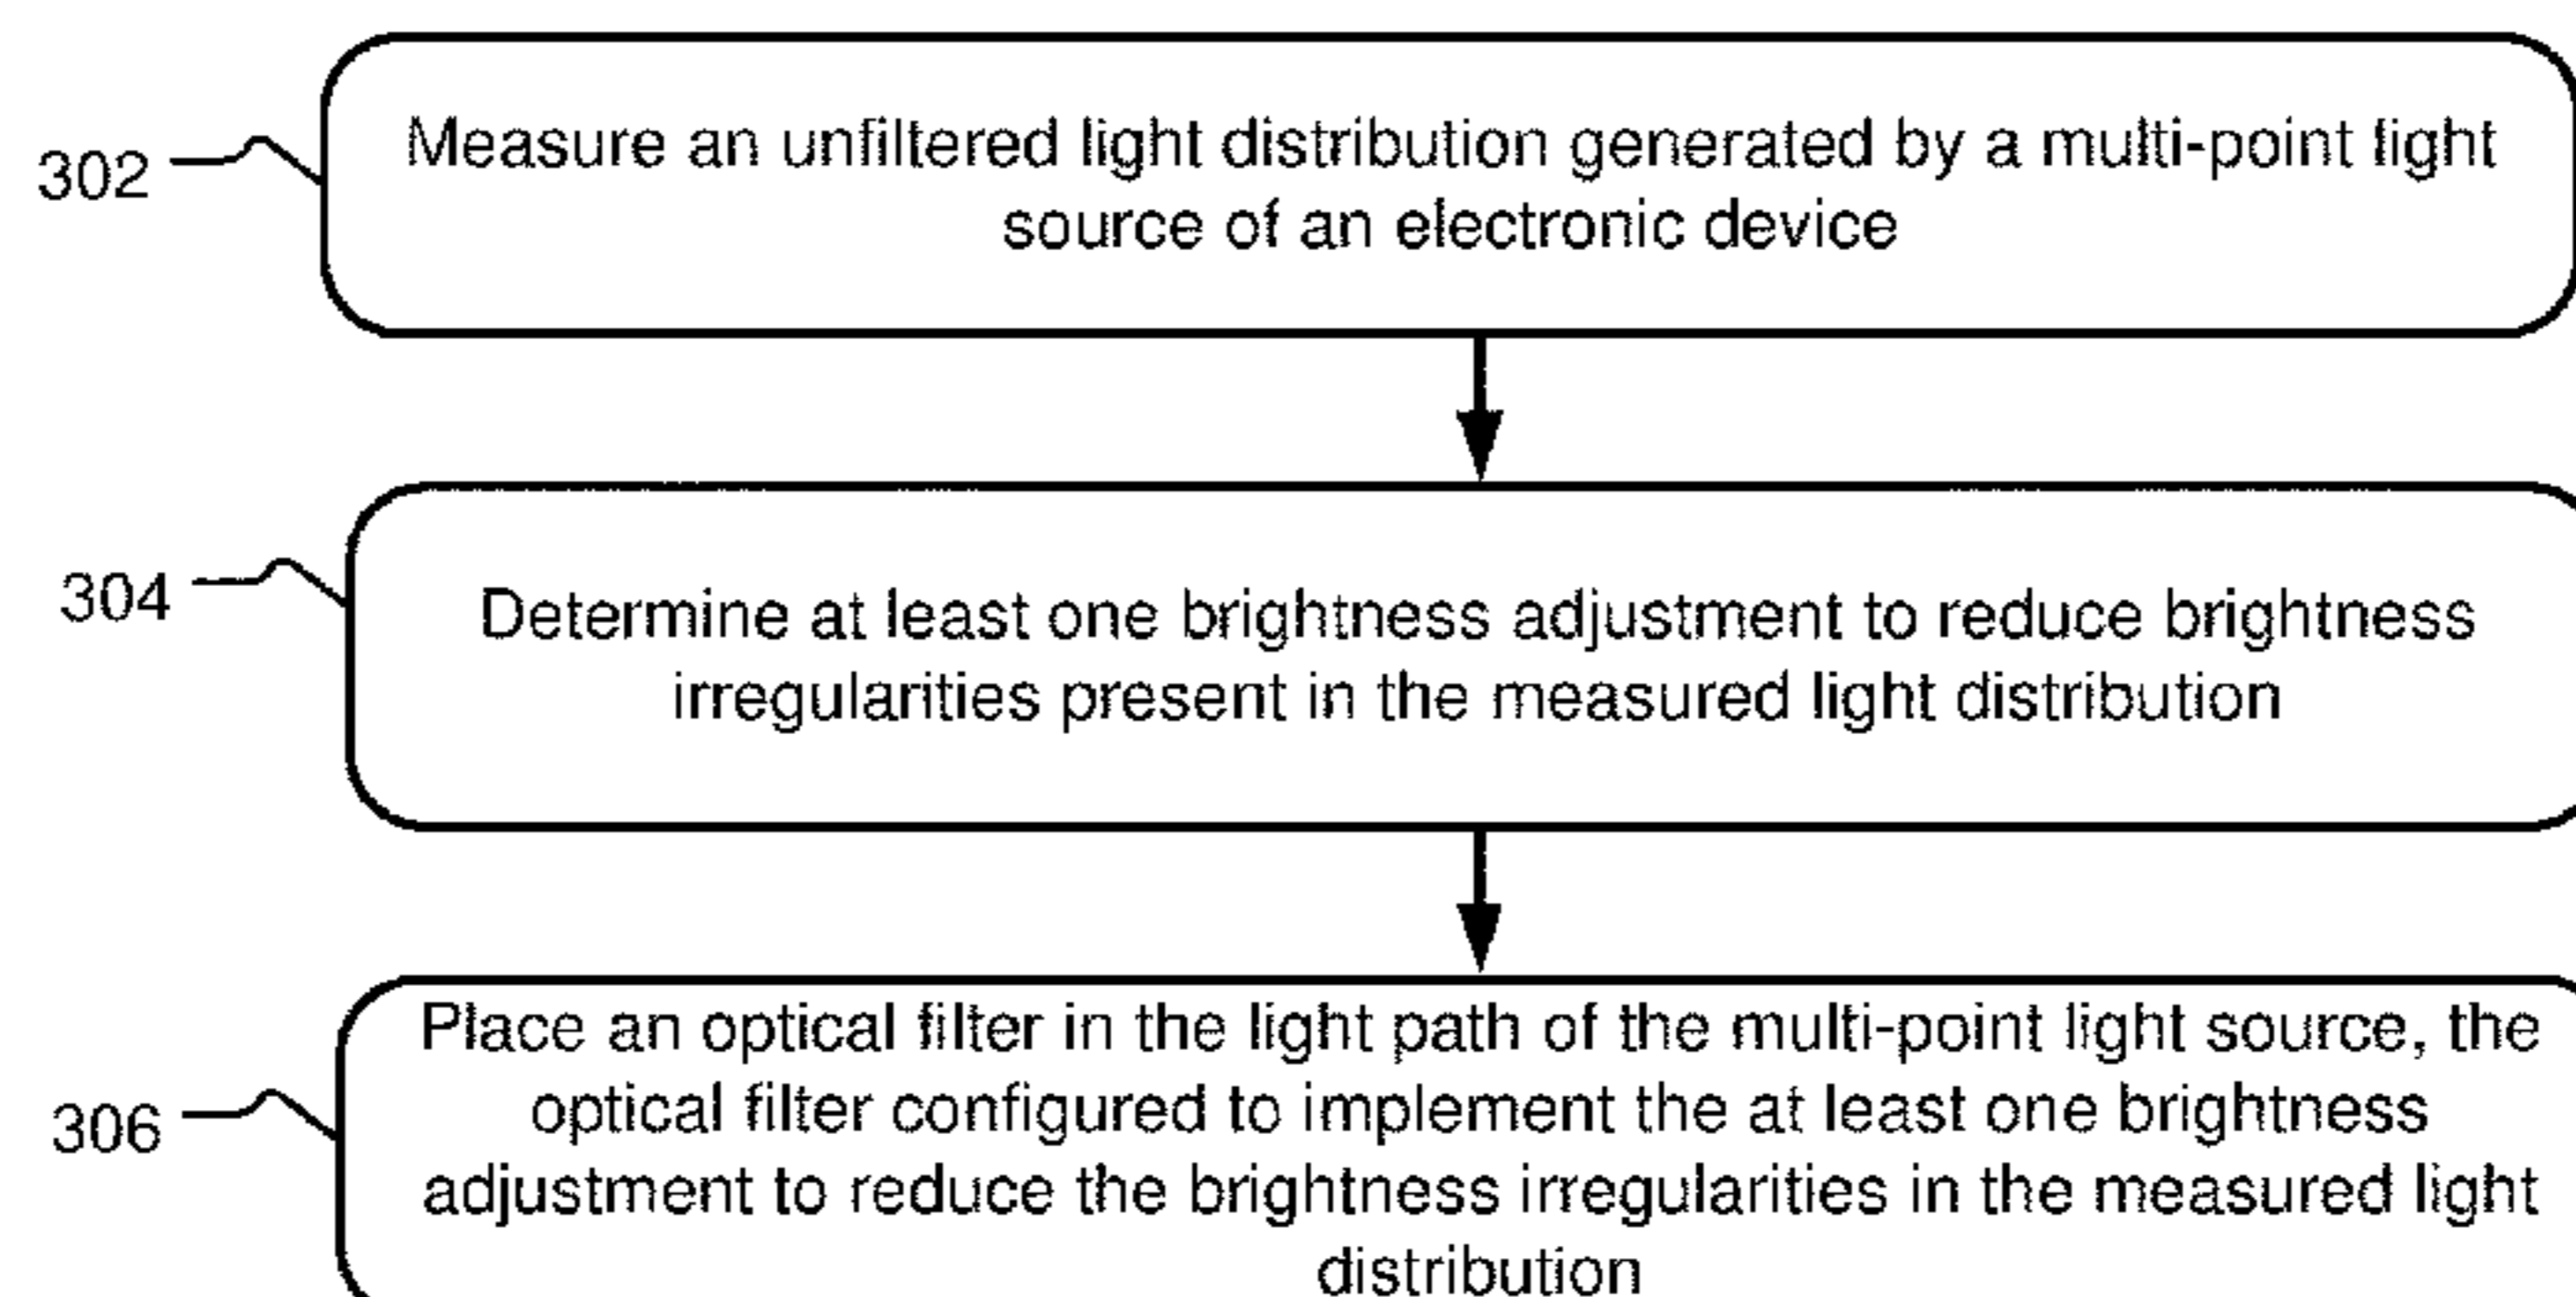 302
Measure an unfiltered light distribution generated by a multi-point light
source of an electronic device
304
Determine at least one brightness adjustment to reduce brightness
irregularities present in the measured light distribution
306
Place an optical filter in the light path of the multi-point light source, the
optical filter configured to implement the at least one brightness
adjustment to reduce the brightness irregularities in the measured light
distribution